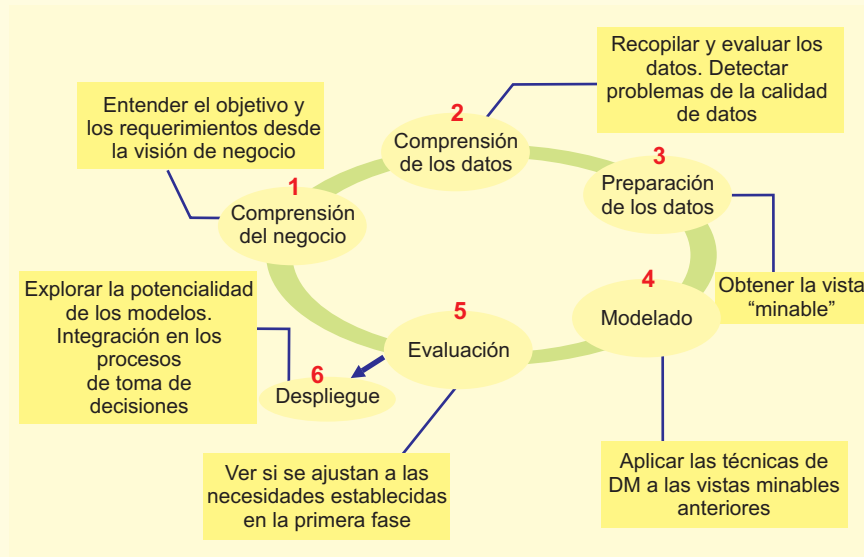 1
Comprensión
del negocio
Entender el objetivo y
los requerimientos desde
la visión de negocio
2
Comprensión
de los datos
Recopilar y evaluar los
datos. Detectar
problemas de la calidad
de datos
3
Preparación
de los datos
Obtener la vista
“minable”
4
Modelado
Aplicar las técnicas de
DM a las vistas minables
anteriores
5
Evaluación
Ver si se ajustan a las
necesidades establecidas
en la primera fase
6
Despliegue
Explorar la potencialidad
de los modelos.
Integración en los
procesos
de toma de
decisiones